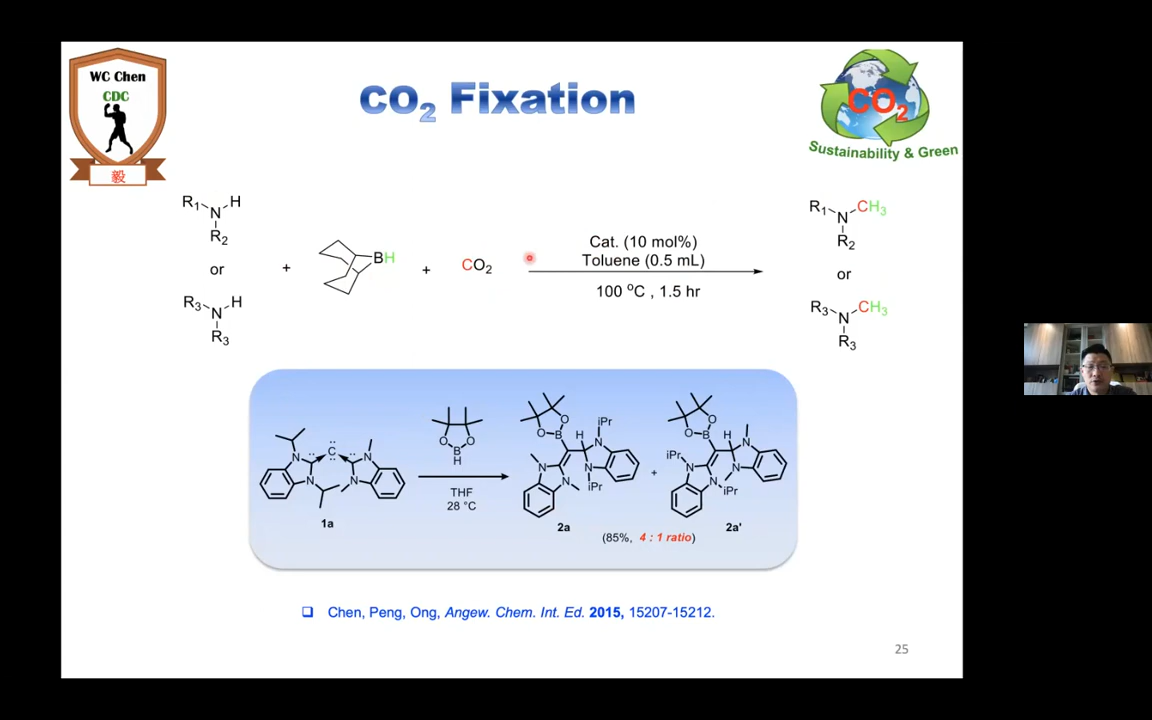 WC Chen
CDC
毅
CO₂ Fixation
CO₂
Sustainability & Green
R₁ N H
R₂
or
R₃ N H
R₃
+
BH
+
CO₂
Cat. (10 mol%)
Toluene (0.5 mL)
100 °C , 1.5 hr
R₁ N CH₃
R₂
or
R₃ N CH₃
R₃
N N C N N
1a
O O
B
H
THF
28 °C
O O
B H N iPr
N N
N iPr
2a
+
O O
B H N
iPr N N
N iPr
2a'
(85%, 4 : 1 ratio)
Chen, Peng, Ong, Angew. Chem. Int. Ed. 2015, 15207-15212.
25